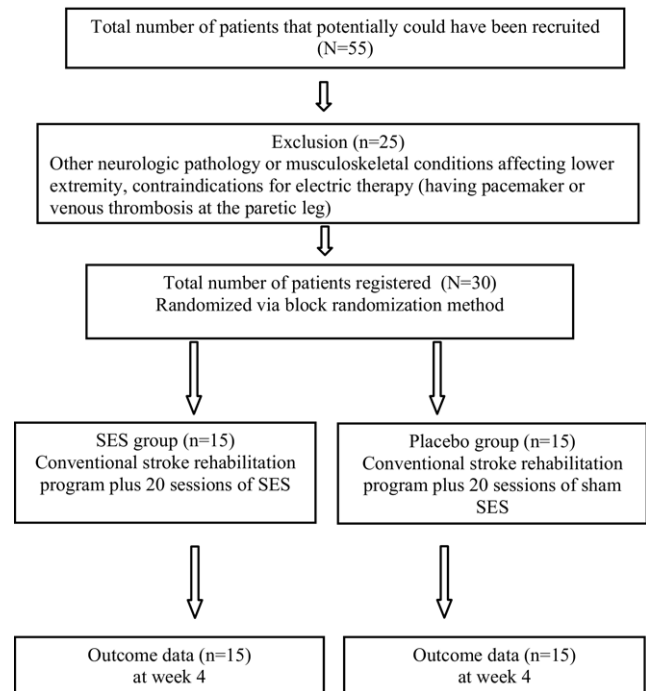 Total number of patients that potentially could have been recruited
(N=55)
Exclusion (n=25)
Other neurologic pathology or musculoskeletal conditions affecting lower
extremity, contraindications for electric therapy (having pacemaker or
venous thrombosis at the paretic leg)
Total number of patients registered (N=30)
Randomized via block randomization method
SES group (n=15)
Conventional stroke rehabilitation
program plus 20 sessions of SES
Placebo group (n=15)
Conventional stroke rehabilitation
program plus 20 sessions of sham
SES
Outcome data (n=15)
at week 4
Outcome data (n=15)
at week 4